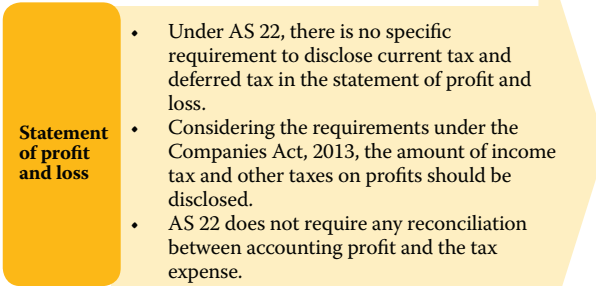 Statement
of profit
and loss
• Under AS 22, there is no specific
requirement to disclose current tax and
deferred tax in the statement of profit and
loss.
• Considering the requirements under the
Companies Act, 2013, the amount of income
tax and other taxes on profits should be
disclosed.
• AS 22 does not require any reconciliation
between accounting profit and the tax
expense.